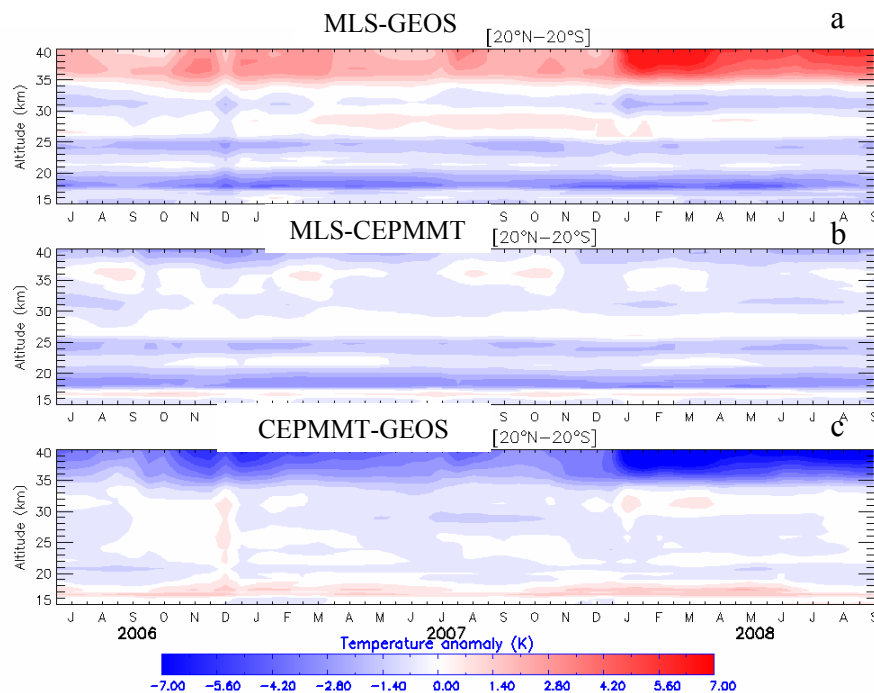 MLS-GEOS
a
[20°N-20°S]
40
35
30
25
20
15
Altitude (km)
J A S O N D J S O N D J F M A M J J A S
MLS-CEPMMT
b
[20°N-20°S]
40
35
30
25
20
15
Altitude (km)
J A S O N S O N D J F M A M J J A S
CEPMMT-GEOS
c
[20°N-20°S]
40
35
30
25
20
15
Altitude (km)
J A S O N D J F M A M J J A S O N D J F M A M J J A S
2006 2007 2008
Temperature anomaly (K)
-7.00 -5.60 -4.20 -2.80 -1.40 0.00 1.40 2.80 4.20 5.60 7.00